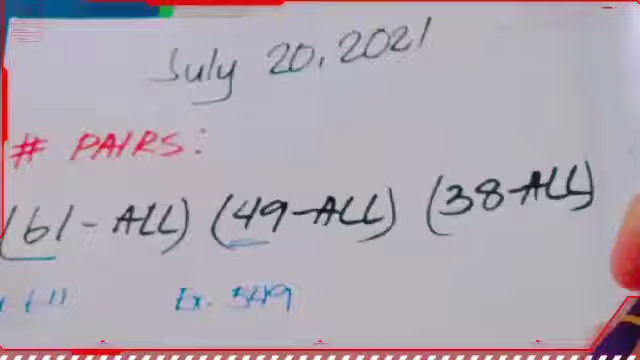 July 20, 2021
# PAIRS:
(61-ALL) (49-ALL) (38-ALL)
Ex. 549